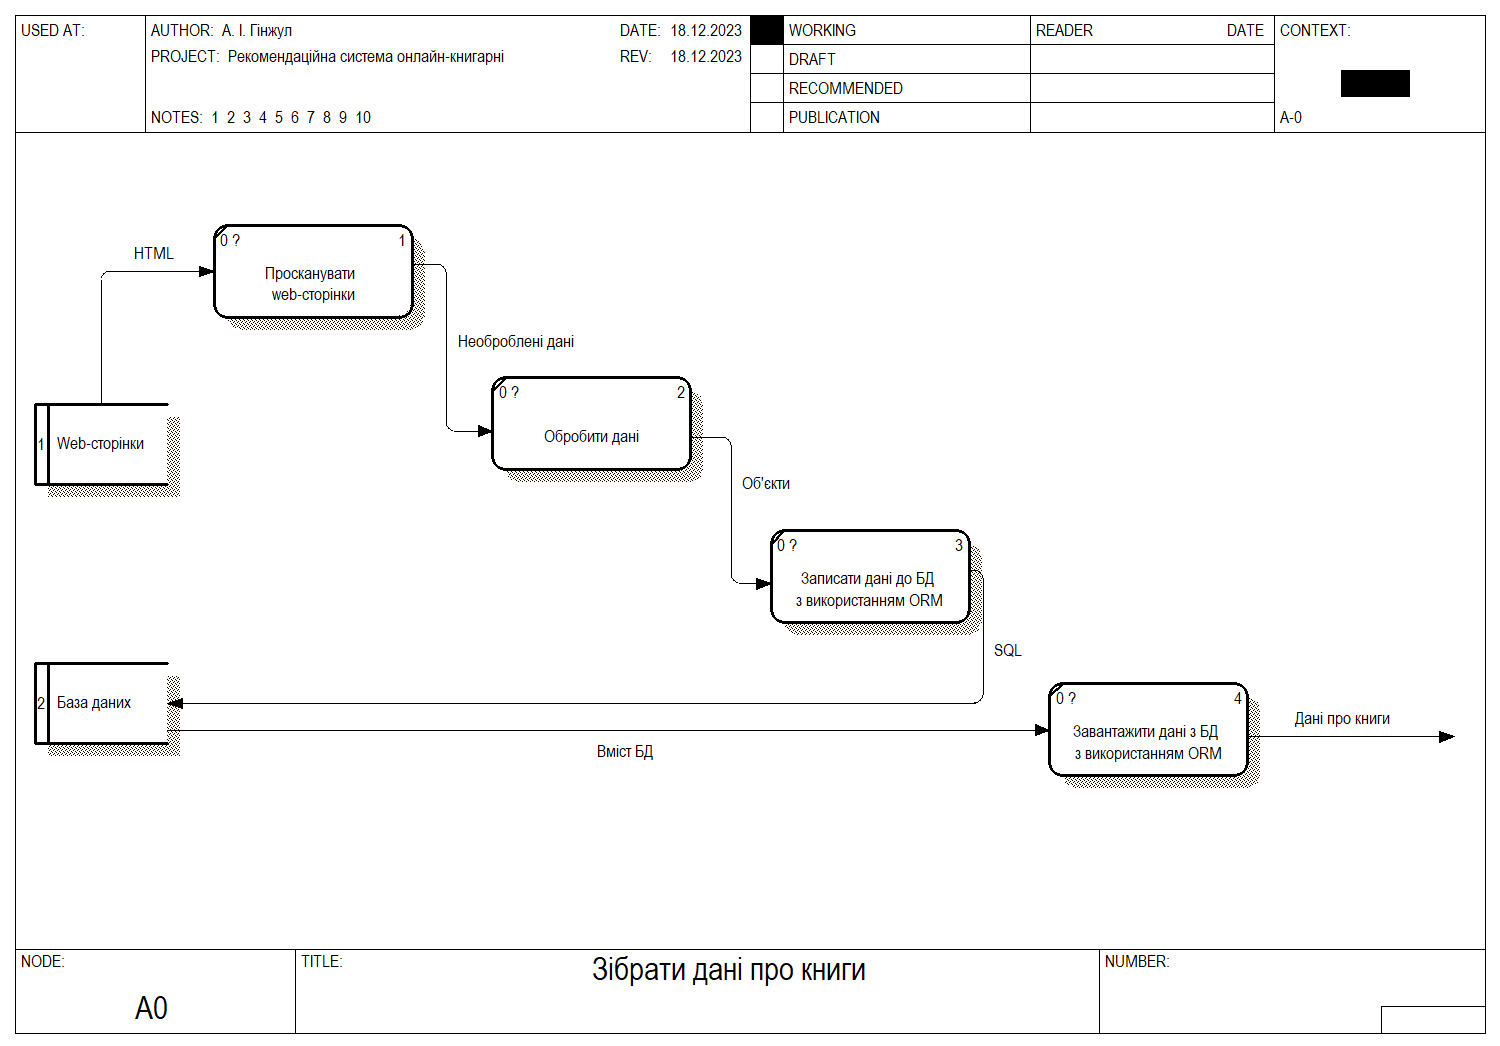 USED AT:
AUTHOR: А. І. Гінжул
DATE: 18.12.2023
PROJECT: Рекомендаційна система онлайн-книгарні
REV: 18.12.2023
NOTES: 1 2 3 4 5 6 7 8 9 10
WORKING
DRAFT
RECOMMENDED
PUBLICATION
READER DATE
CONTEXT:
A-0
HTML
0 ? 1
Просканувати
web-сторінки
Необроблені дані
0 ? 2
Обробити дані
1 Web-сторінки
Об'єкти
0 ? 3
Записати дані до БД
з використанням ORM
SQL
2 База даних
Вміст БД
0 ? 4
Завантажити дані з БД
з використанням ORM
Дані про книги
NODE:
A0
TITLE:
Зібрати дані про книги
NUMBER: